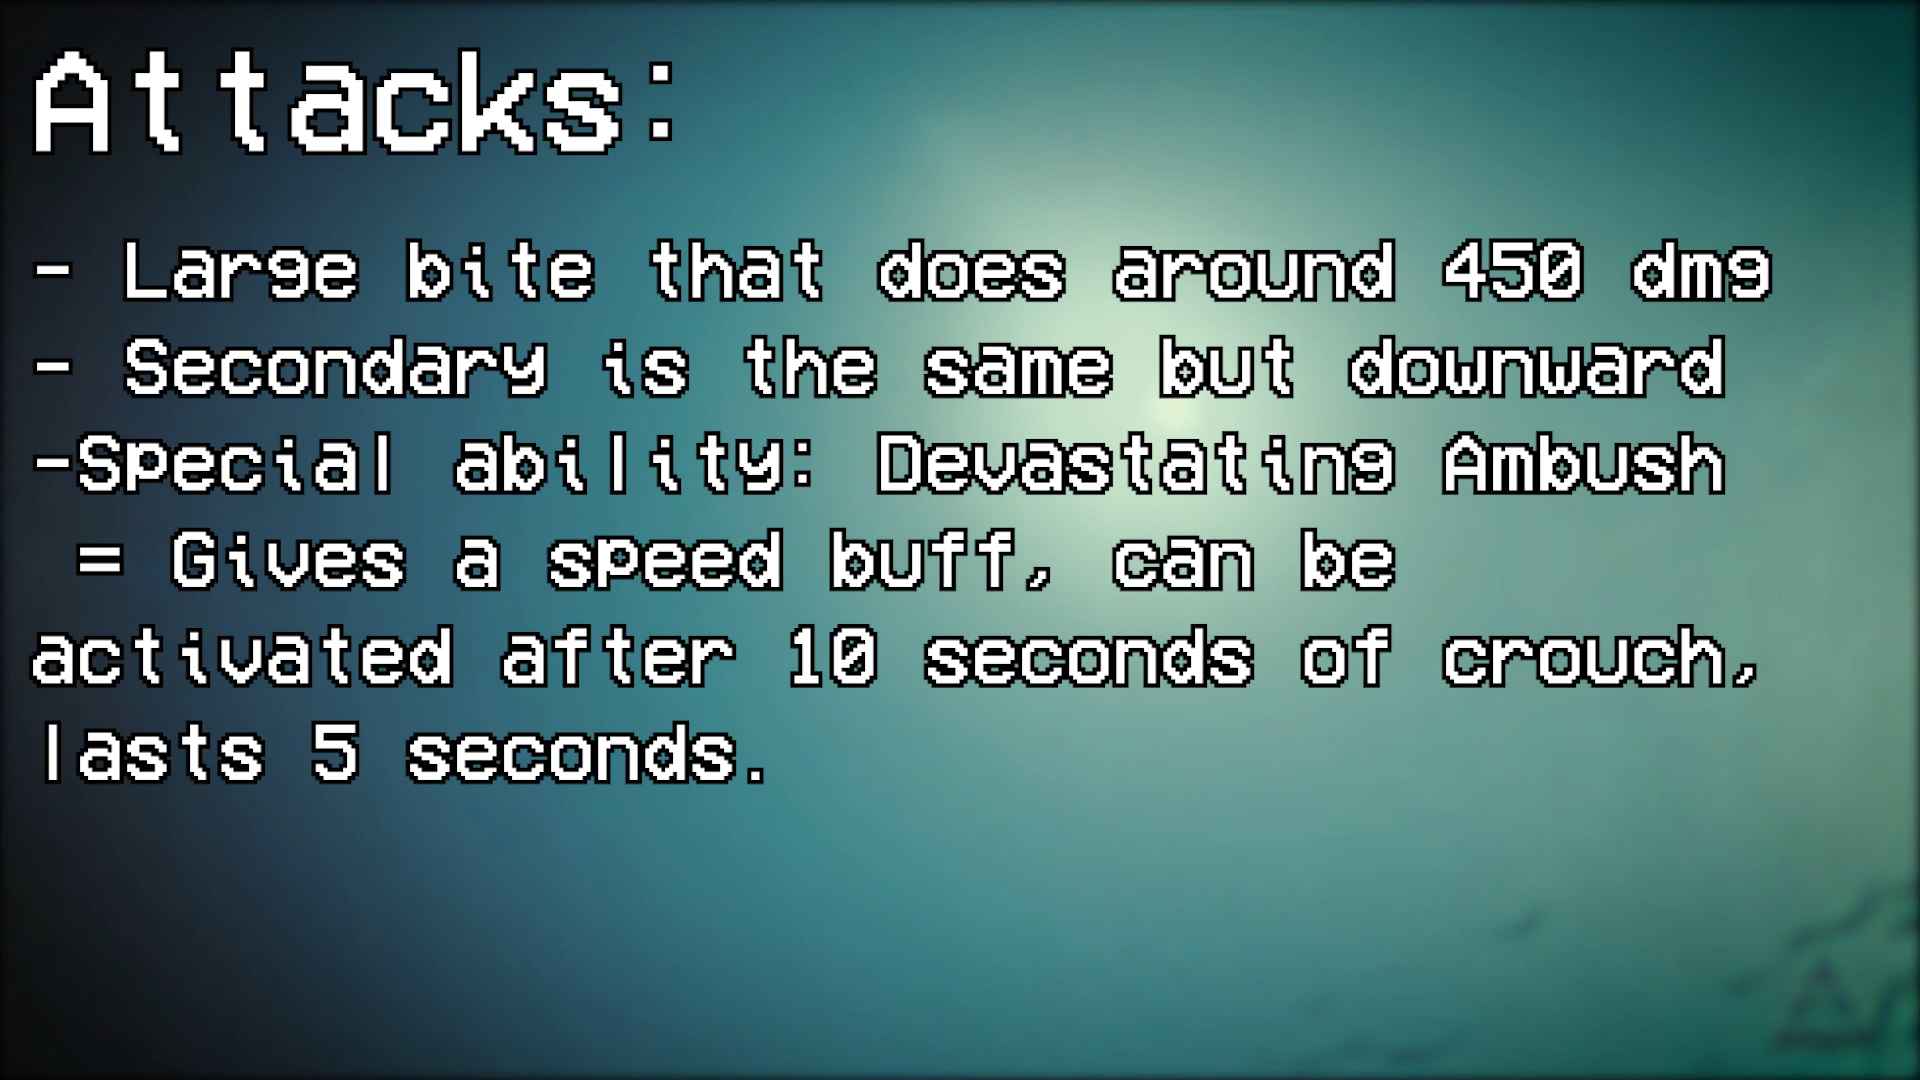 Attacks:
- Large bite that does around 450 dmg
- Secondary is the same but downward
-Special ability: Devastating Ambush
= Gives a speed buff, can be
activated after 10 seconds of crouch,
lasts 5 seconds.